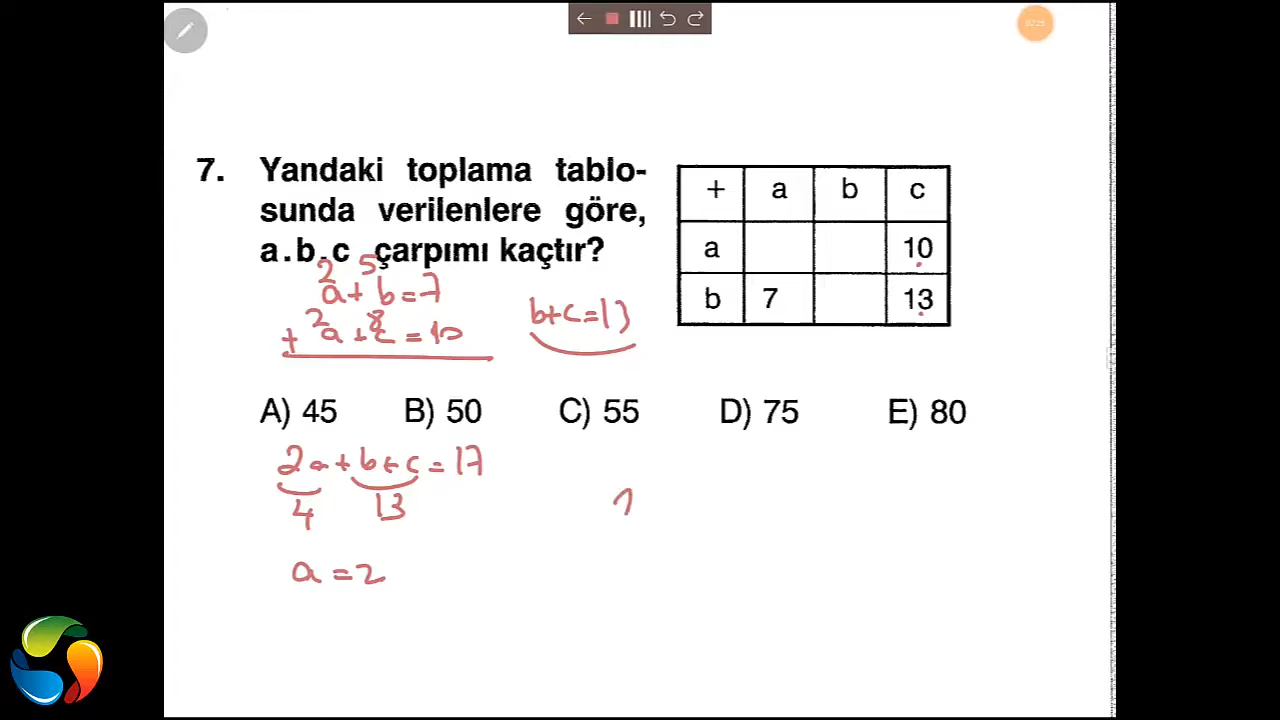 7. Yandaki toplama tablo-
sunda verilenlere göre,
a.b.c çarpımı kaçtır?
+ a b c
a 10
b 7 13
2 5
a+b=7
2 8
+ a+c=10
b+c=13
A) 45 B) 50 C) 55 D) 75 E) 80
2a+b+c=17
4 13
a=2